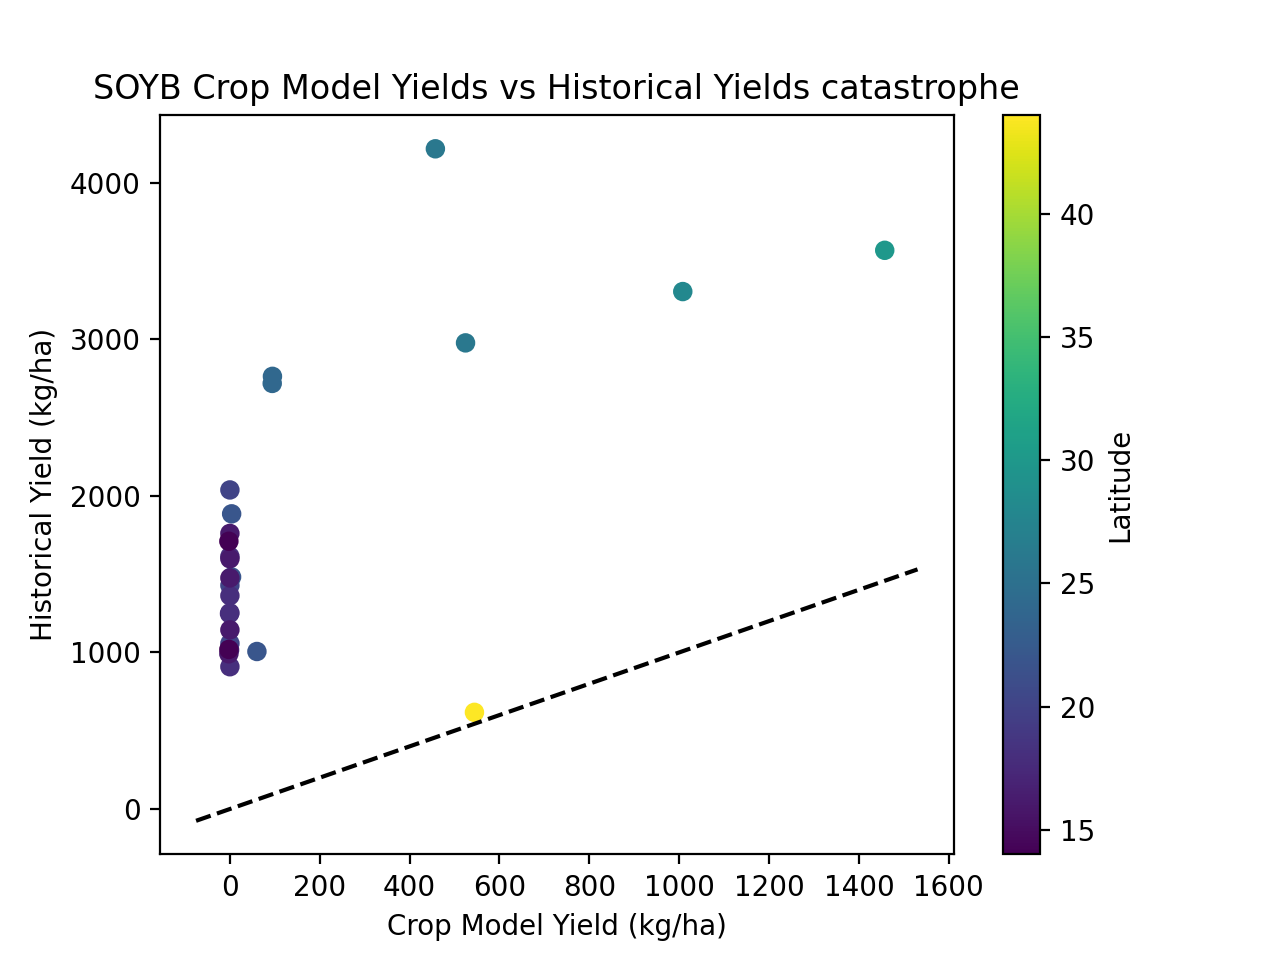 SOYB Crop Model Yields vs Historical Yields catastrophe
Historical Yield (kg/ha)
4000
3000
2000
1000
0
0 200 400 600 800 1000 1200 1400 1600
Crop Model Yield (kg/ha)
40
35
30
25
20
15
Latitude